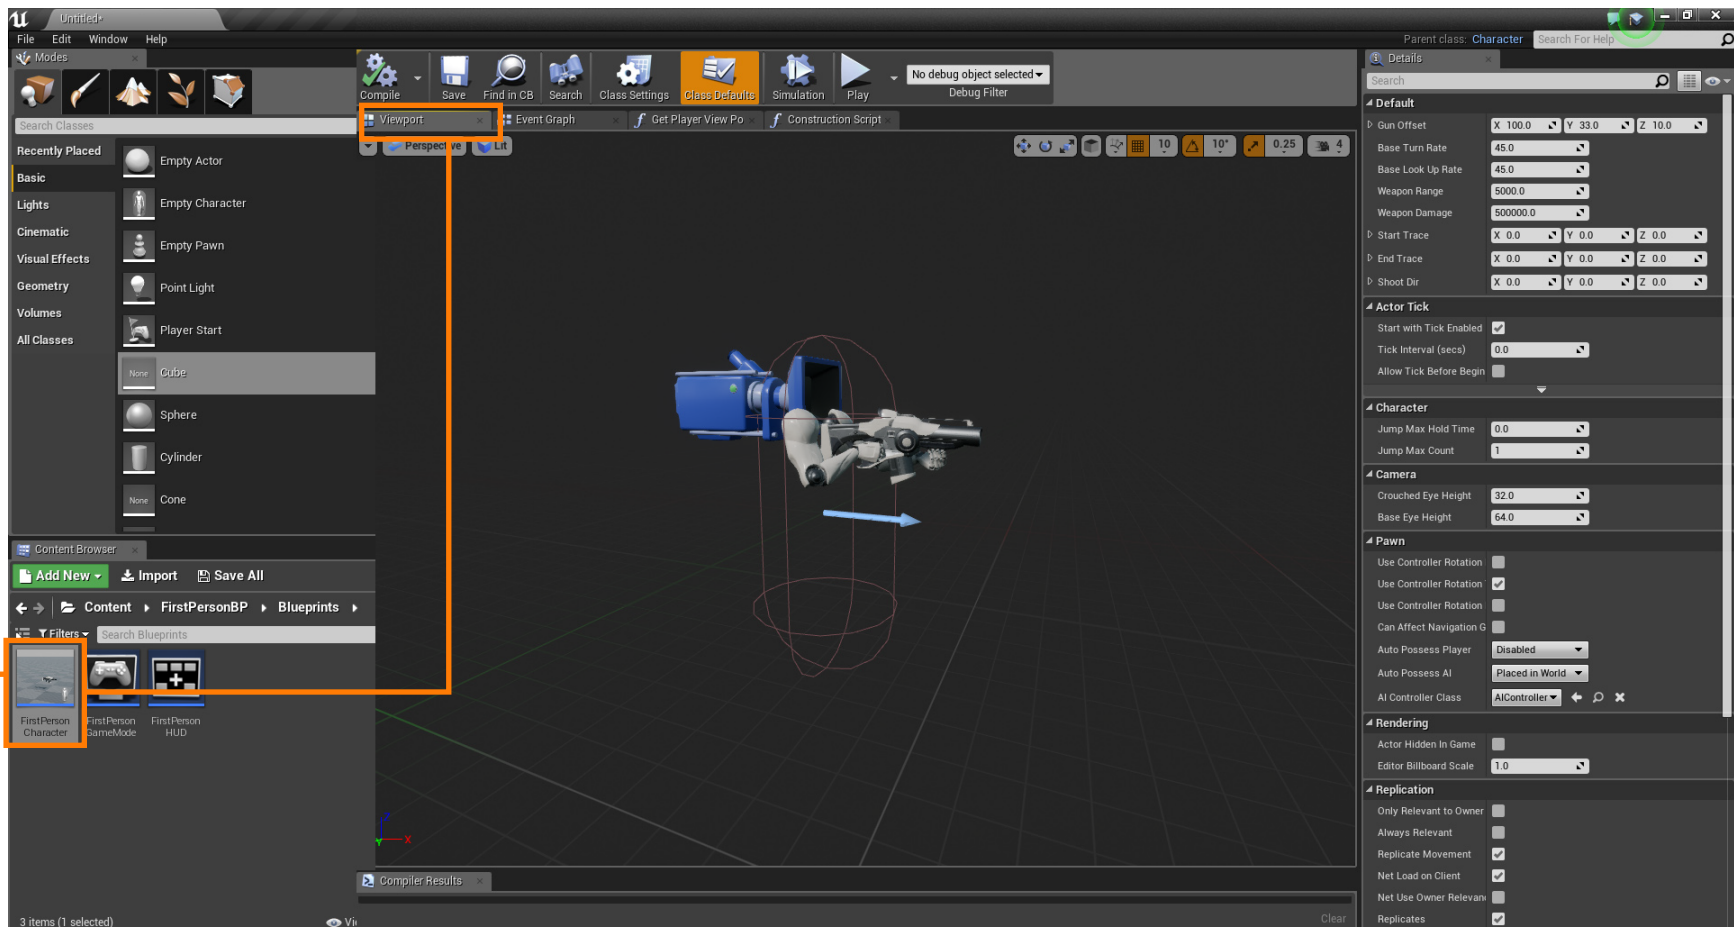 Untitled*
File Edit Window Help
Parent class: Character Search For Help
Modes
Search Classes
Recently Placed
Basic
Lights
Cinematic
Visual Effects
Geometry
Volumes
All Classes
Empty Actor
Empty Character
Empty Pawn
Point Light
Player Start
None Cube
Sphere
Cylinder
None Cone
Content Browser
Add New Import Save All
Content FirstPersonBP Blueprints
Filters Search Blueprints
FirstPerson
Character
FirstPerson
GameMode
FirstPerson
HUD
3 items (1 selected) Vi
Compile Save Find in CB Search Class Settings Class Defaults Simulation Play
No debug object selected
Debug Filter
Viewport Event Graph Get Player View Po Construction Script
Perspective Lit 10 10° 0.25 4
Z
X
Y
Compiler Results
Clear
Details
Search
Default
Gun Offset X 100.0 Y 33.0 Z 10.0
Base Turn Rate 45.0
Base Look Up Rate 45.0
Weapon Range 5000.0
Weapon Damage 500000.0
Start Trace X 0.0 Y 0.0 Z 0.0
End Trace X 0.0 Y 0.0 Z 0.0
Shoot Dir X 0.0 Y 0.0 Z 0.0
Actor Tick
Start with Tick Enabled
Tick Interval (secs) 0.0
Allow Tick Before Begin
Character
Jump Max Hold Time 0.0
Jump Max Count 1
Camera
Crouched Eye Height 32.0
Base Eye Height 64.0
Pawn
Use Controller Rotation
Use Controller Rotation
Use Controller Rotation
Can Affect Navigation G
Auto Possess Player Disabled
Auto Possess AI Placed in World
AI Controller Class AIController
Rendering
Actor Hidden In Game
Editor Billboard Scale 1.0
Replication
Only Relevant to Owner
Always Relevant
Replicate Movement
Net Load on Client
Net Use Owner Relevan
Replicates